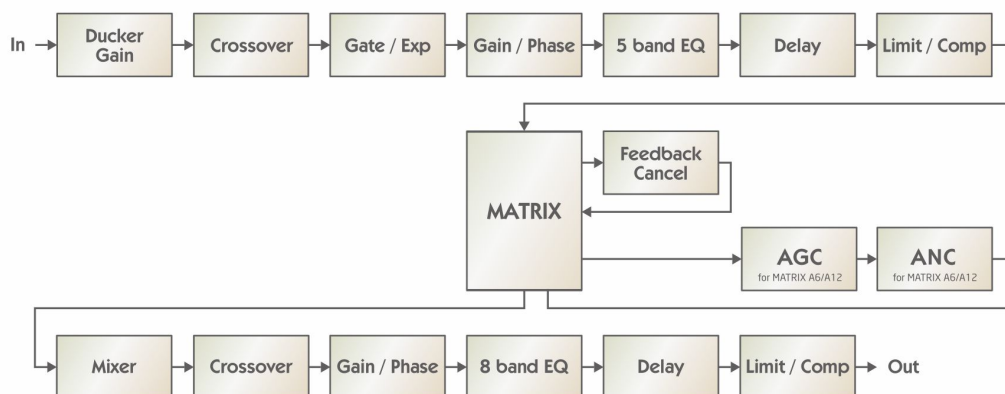 In
Ducker
Gain
Crossover
Gate / Exp
Gain / Phase
5 band EQ
Delay
Limit / Comp
MATRIX
Feedback
Cancel
AGC
for MATRIX A6/A12
ANC
for MATRIX A6/A12
Mixer
Crossover
Gain / Phase
8 band EQ
Delay
Limit / Comp
Out